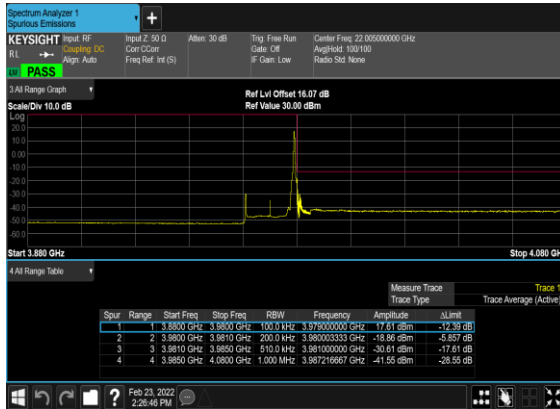 Spectrum Analyzer 1
Spurious Emissions
+
KEYSIGHT Input: RF Input Z: 50 Ω Atten: 30 dB Trig: Free Run Center Freq: 22.005000000 GHz
RL Coupling: DC Corr CCorr Gate: Off Avg|Hold: 100/100
Align: Auto Freq Ref: Int (S) IF Gain: Low Radio Std: None
LV PASS
3 All Range Graph
Ref Lvl Offset 16.07 dB
Scale/Div 10.0 dB Ref Value 30.00 dBm
Log
20.0
10.0
0.00
-10.0
-20.0
-30.0
-40.0
-50.0
-60.0
Start 3.880 GHz Stop 4.080 GH
4 All Range Table
Measure Trace Trace 1
Trace Type Trace Average (Active)
Spur Range Start Freq Stop Freq RBW Frequency Amplitude ΔLimit
1 1 3.8800 GHz 3.9800 GHz 100.0 kHz 3.979000000 GHz 17.61 dBm -12.39 dB
2 2 3.9800 GHz 3.9810 GHz 200.0 kHz 3.980003333 GHz -18.86 dBm -5.857 dB
3 3 3.9810 GHz 3.9850 GHz 510.0 kHz 3.981000000 GHz -30.61 dBm -17.61 dB
4 4 3.9850 GHz 4.0800 GHz 1.000 MHz 3.987216667 GHz -41.55 dBm -28.55 dB
? Feb 23, 2022
2:26:46 PM